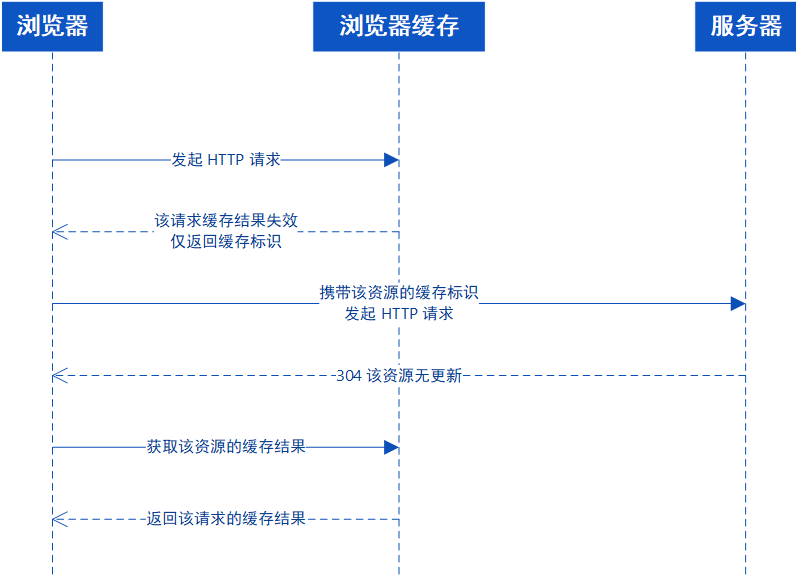 浏览器
浏览器缓存
服务器
发起 HTTP 请求
该请求缓存结果失效
仅返回缓存标识
携带该资源的缓存标识
发起 HTTP 请求
304 该资源无更新
获取该资源的缓存结果
返回该请求的缓存结果